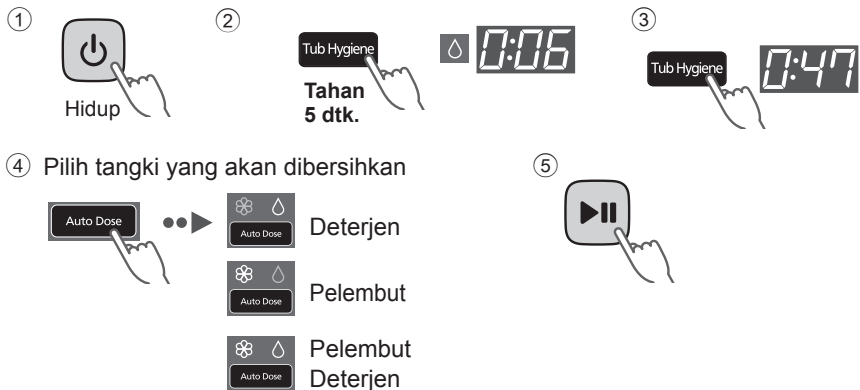 ①
Hidup
②
Tub Hygiene
Tahan
5 dtk.
0:06
③
Tub Hygiene
0:47
④ Pilih tangki yang akan dibersihkan
Auto Dose
Auto Dose
Deterjen
Auto Dose
Pelembut
Auto Dose
Pelembut
Deterjen
⑤